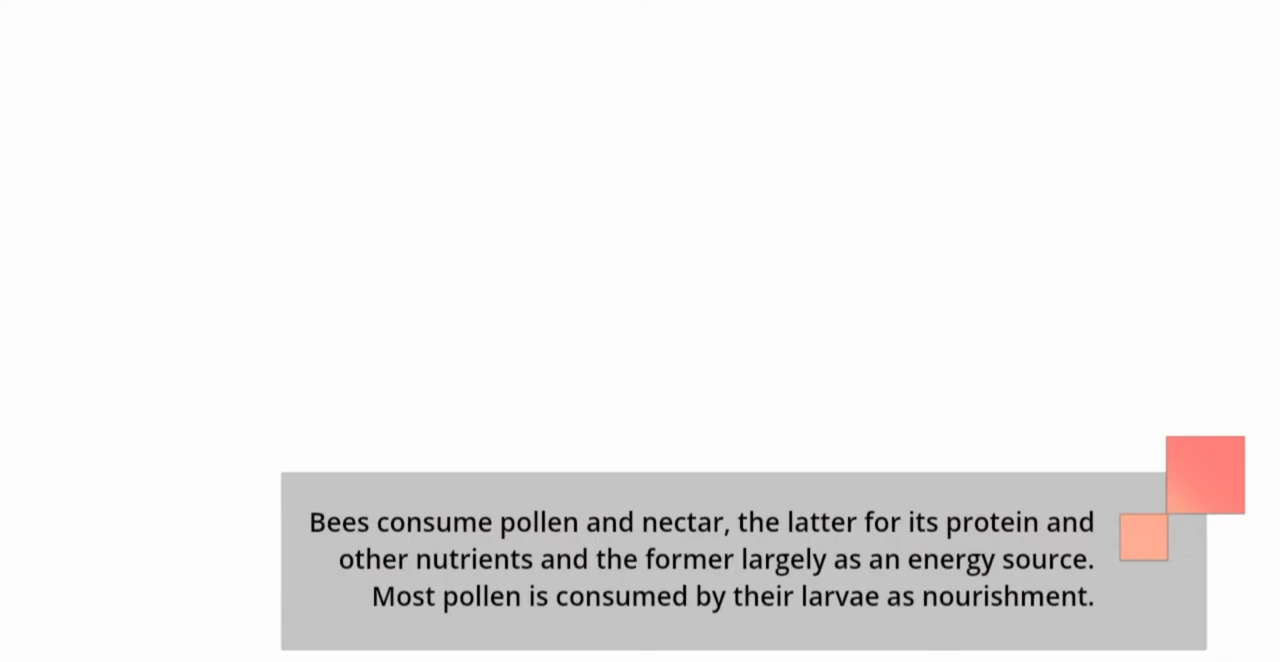 Bees consume pollen and nectar, the latter for its protein and
other nutrients and the former largely as an energy source.
Most pollen is consumed by their larvae as nourishment.